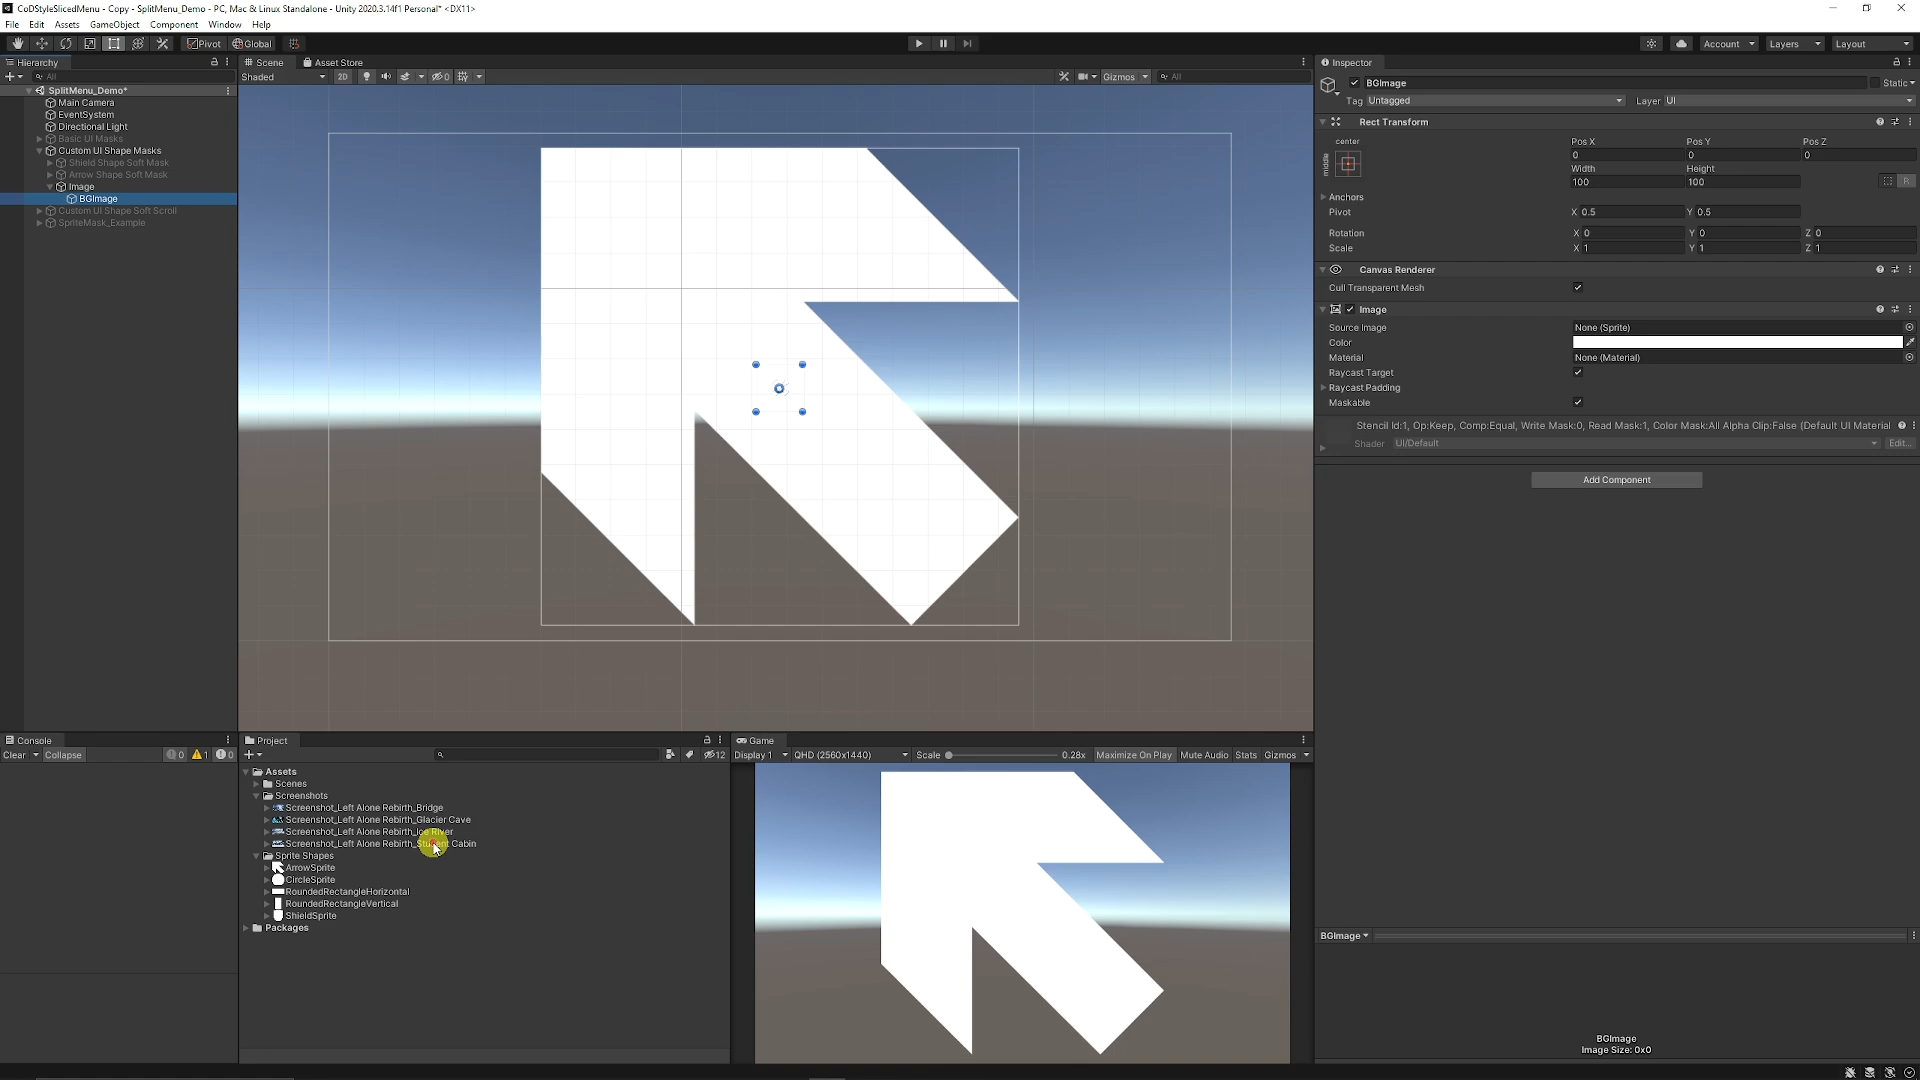 CoDStyleSlicedMenu - Copy - SplitMenu_Demo - PC, Mac & Linux Standalone - Unity 2020.3.14f1 Personal* <DX11>
File Edit Assets GameObject Component Window Help
Pivot Global Account Layers Layout
Hierarchy
All
SplitMenu_Demo*
Main Camera
EventSystem
Directional Light
Basic UI Masks
Custom UI Shape Masks
Shield Shape Soft Mask
Arrow Shape Soft Mask
Image
BGImage
Custom UI Shape Soft Scroll
SpriteMask_Example
Scene Asset Store
Shaded 2D 0 Gizmos All
Inspector
BGImage Static
Tag Untagged Layer UI
Rect Transform
center
middle
Pos X Pos Y Pos Z
0 0 0
Width Height
100 100 R
Anchors
Pivot X 0.5 Y 0.5
Rotation X 0 Y 0 Z 0
Scale X 1 Y 1 Z 1
Canvas Renderer
Cull Transparent Mesh
Image
Source Image None (Sprite)
Color
Material None (Material)
Raycast Target
Raycast Padding
Maskable
Stencil Id:1, Op:Keep, Comp:Equal, Write Mask:0, Read Mask:1, Color Mask:All Alpha Clip:False (Default UI Material
Shader UI/Default Edit...
Add Component
Console
Clear Collapse 0 1 0
Project
12
Assets
Scenes
Screenshots
Screenshot_Left Alone Rebirth_Bridge
Screenshot_Left Alone Rebirth_Glacier Cave
Screenshot_Left Alone Rebirth_Ice River
Screenshot_Left Alone Rebirth_Student Cabin
Sprite Shapes
ArrowSprite
CircleSprite
RoundedRectangleHorizontal
RoundedRectangleVertical
ShieldSprite
Packages
Game
Display 1 QHD (2560x1440) Scale 0.28x Maximize On Play Mute Audio Stats Gizmos
BGImage
BGImage
Image Size: 0x0